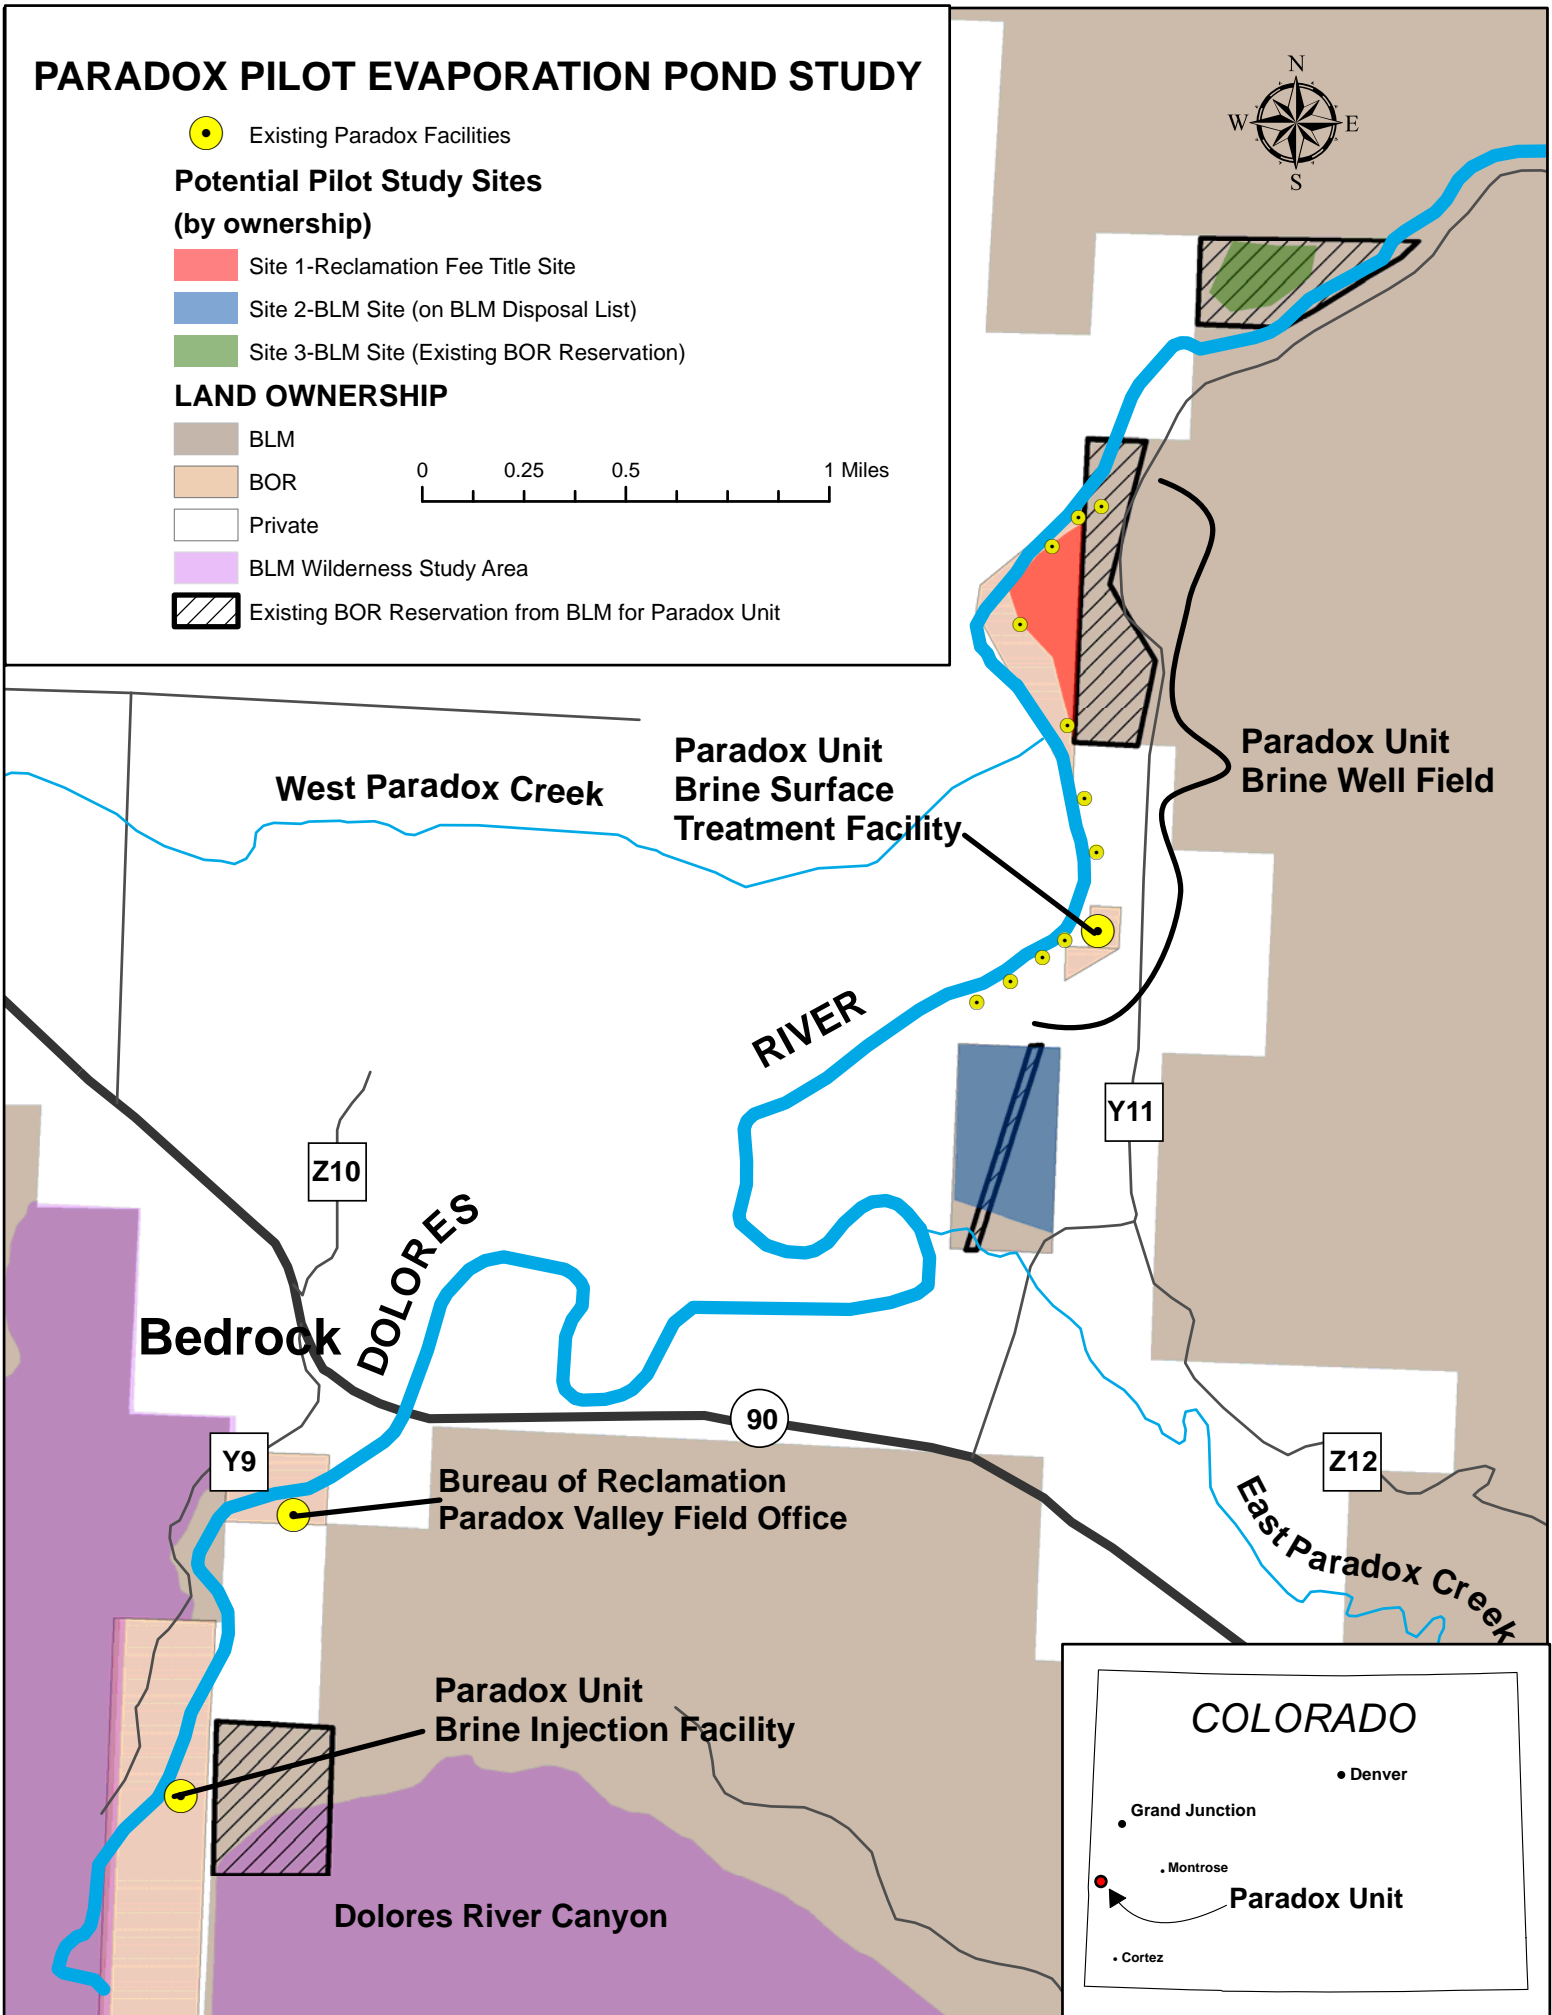 PARADOX PILOT EVAPORATION POND STUDY
Existing Paradox Facilities
Potential Pilot Study Sites
(by ownership)
Site 1-Reclamation Fee Title Site
Site 2-BLM Site (on BLM Disposal List)
Site 3-BLM Site (Existing BOR Reservation)
LAND OWNERSHIP
BLM
BOR
Private
BLM Wilderness Study Area
Existing BOR Reservation from BLM for Paradox Unit
0 0.25 0.5 1 Miles
N
W E
S
West Paradox Creek
Paradox Unit
Brine Surface
Treatment Facility
Paradox Unit
Brine Well Field
RIVER
Y11
Z10
DOLORES
Bedrock
90
Y9
Z12
Bureau of Reclamation
Paradox Valley Field Office
East Paradox Creek
Paradox Unit
Brine Injection Facility
Dolores River Canyon
COLORADO
Denver
Grand Junction
Montrose
Paradox Unit
Cortez